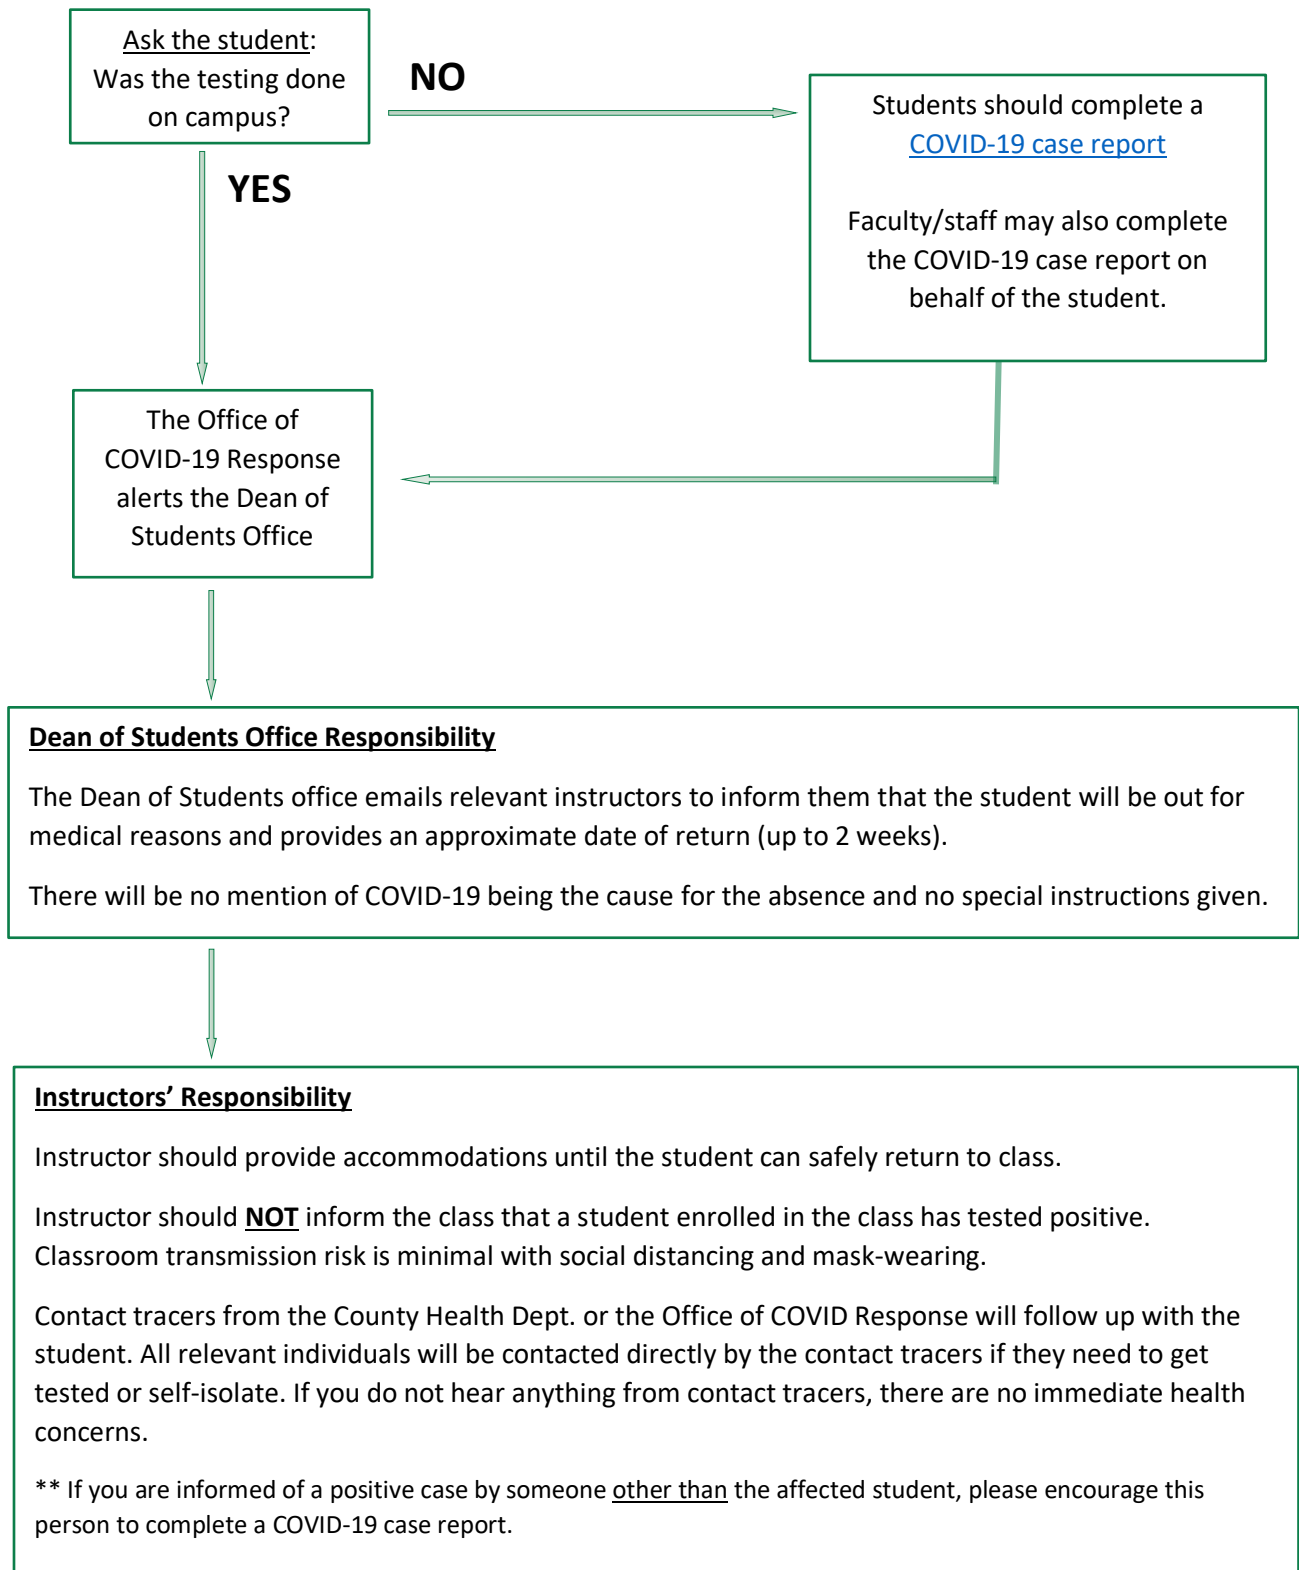 Ask the student:
Was the testing done
on campus?
NO
YES
Students should complete a
COVID-19 case report
Faculty/staff may also complete
the COVID-19 case report on
behalf of the student.
The Office of
COVID-19 Response
alerts the Dean of
Students Office
Dean of Students Office Responsibility
The Dean of Students office emails relevant instructors to inform them that the student will be out for
medical reasons and provides an approximate date of return (up to 2 weeks).
There will be no mention of COVID-19 being the cause for the absence and no special instructions given.
Instructors’ Responsibility
Instructor should provide accommodations until the student can safely return to class.
Instructor should NOT inform the class that a student enrolled in the class has tested positive.
Classroom transmission risk is minimal with social distancing and mask-wearing.
Contact tracers from the County Health Dept. or the Office of COVID Response will follow up with the
student. All relevant individuals will be contacted directly by the contact tracers if they need to get
tested or self-isolate. If you do not hear anything from contact tracers, there are no immediate health
concerns.
** If you are informed of a positive case by someone other than the affected student, please encourage this
person to complete a COVID-19 case report.